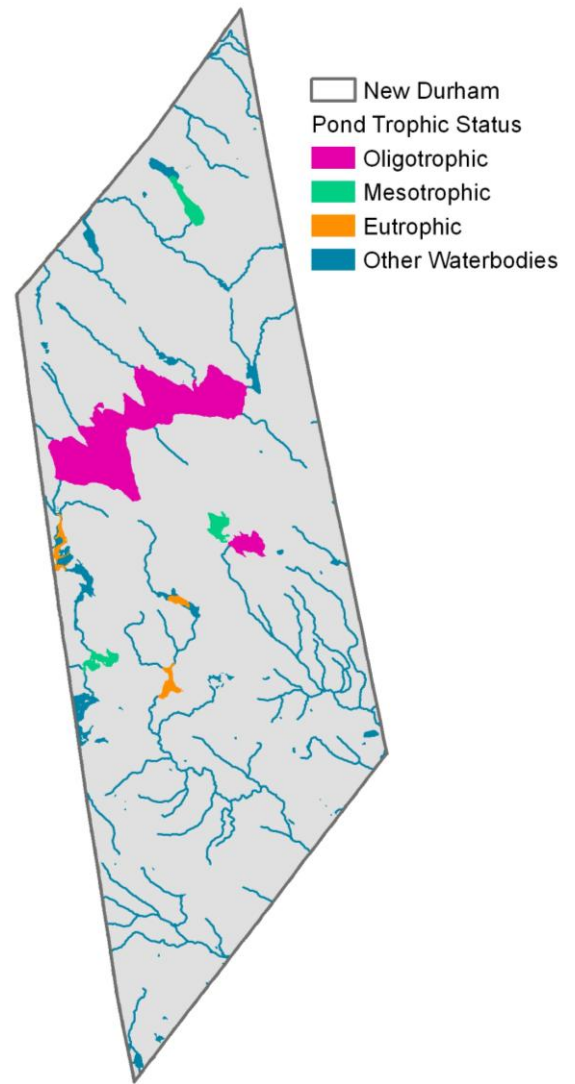 New Durham
Pond Trophic Status
Oligotrophic
Mesotrophic
Eutrophic
Other Waterbodies